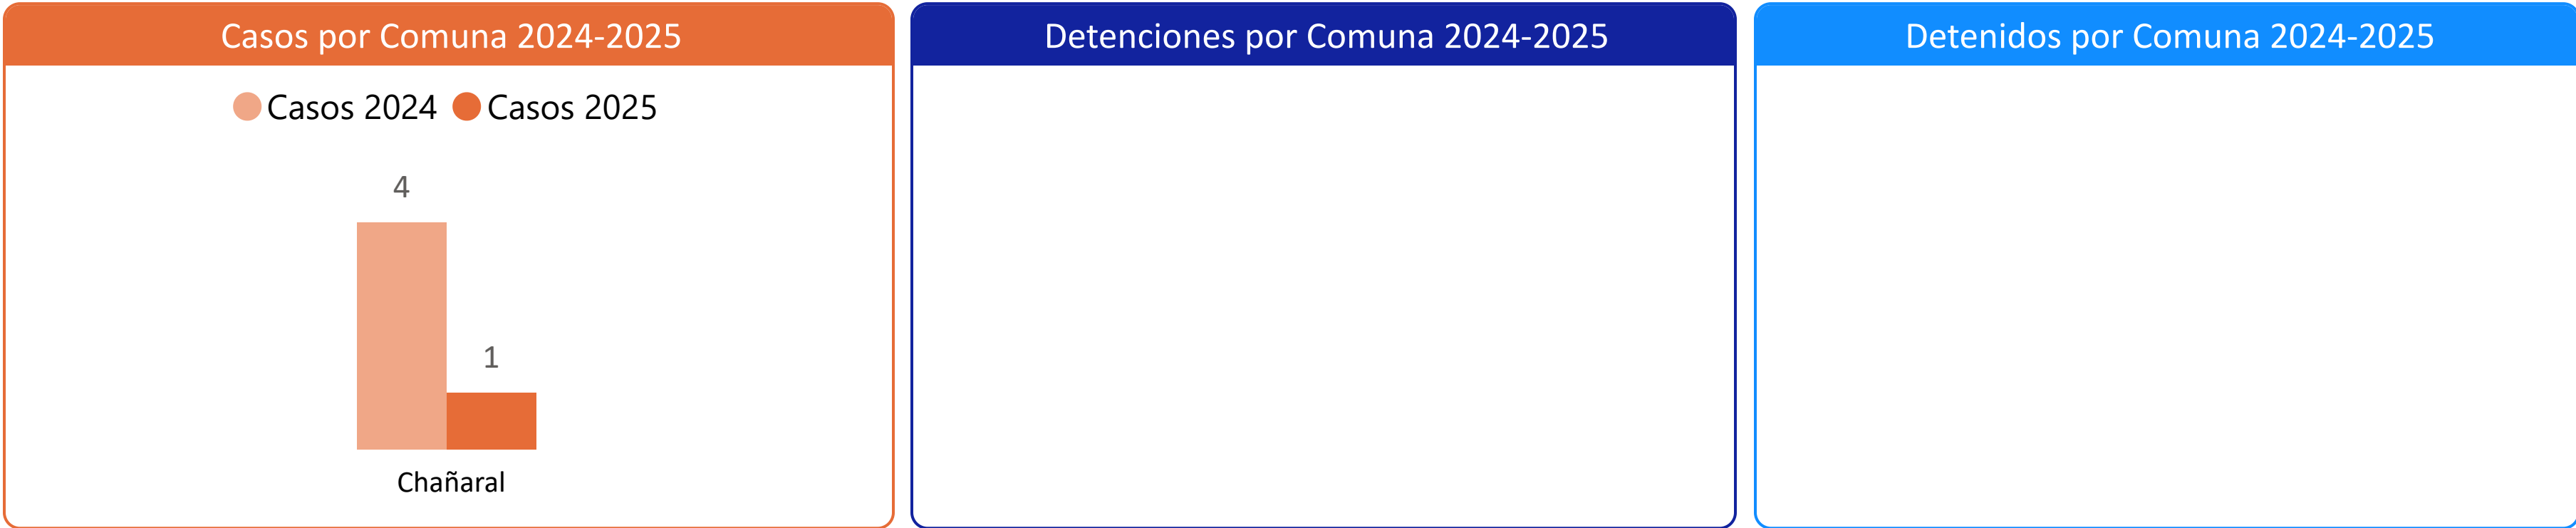 Casos por Comuna 2024-2025
Casos 2024 Casos 2025
4
1
Chañaral
Detenciones por Comuna 2024-2025
Detenidos por Comuna 2024-2025